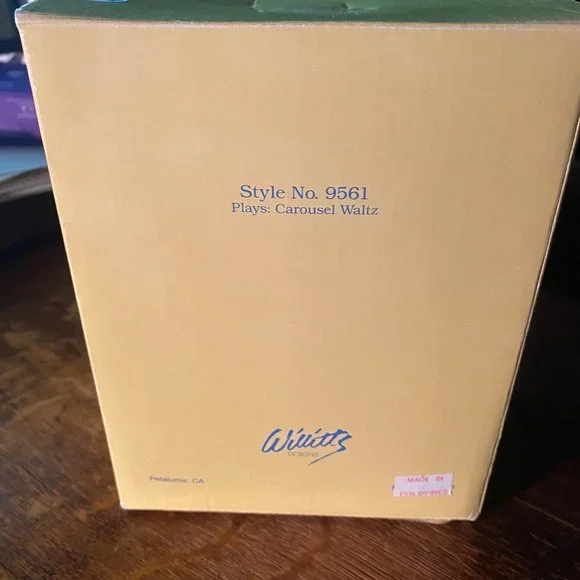 Style No. 9561
Plays: Carousel Waltz
Willitts
DESIGNS
Petaluma, CA
MADE IN
PHILIPPINES